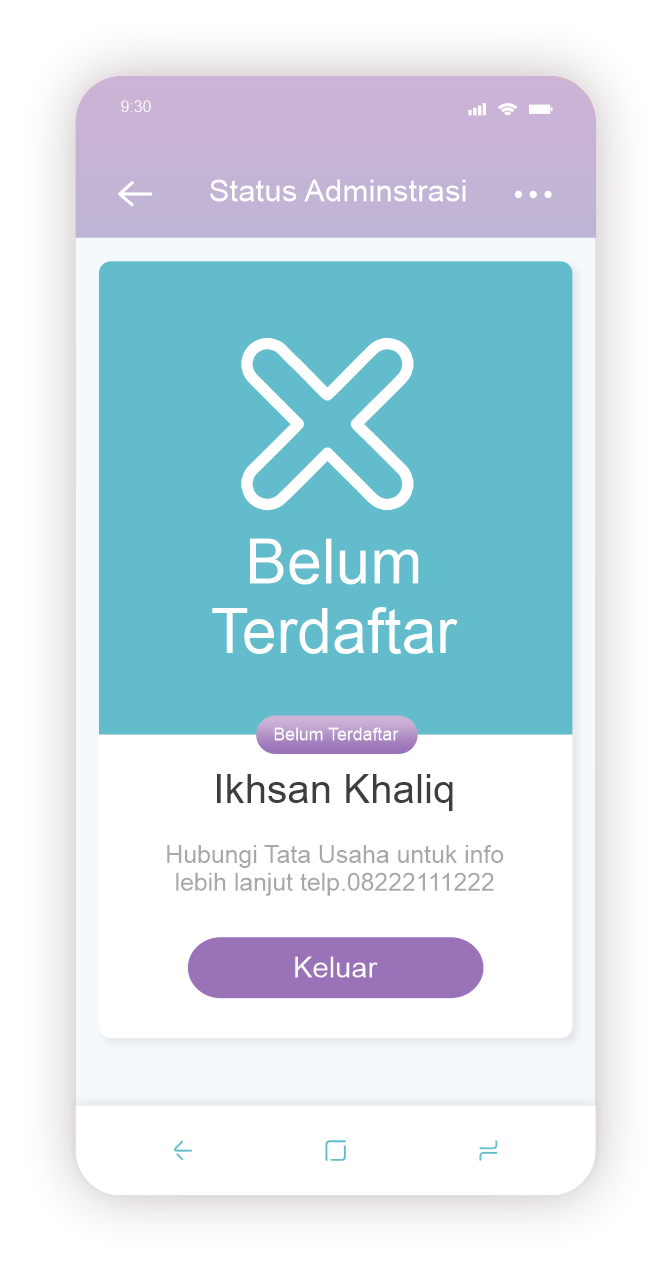 9:30
Status Adminstrasi
Belum
Terdaftar
Belum Terdaftar
Ikhsan Khaliq
Hubungi Tata Usaha untuk info
lebih lanjut telp.08222111222
Keluar